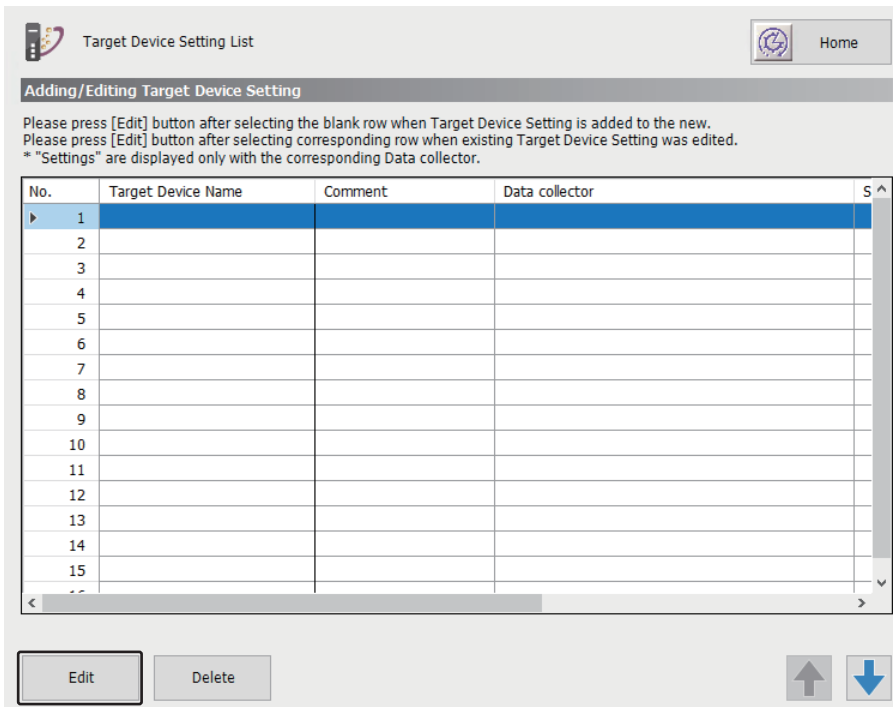 Target Device Setting List
Home
Adding/Editing Target Device Setting
Please press [Edit] button after selecting the blank row when Target Device Setting is added to the new.
Please press [Edit] button after selecting corresponding row when existing Target Device Setting was edited.
* "Settings" are displayed only with the corresponding Data collector.
No. Target Device Name Comment Data collector S
1
2
3
4
5
6
7
8
9
10
11
12
13
14
15
Edit Delete